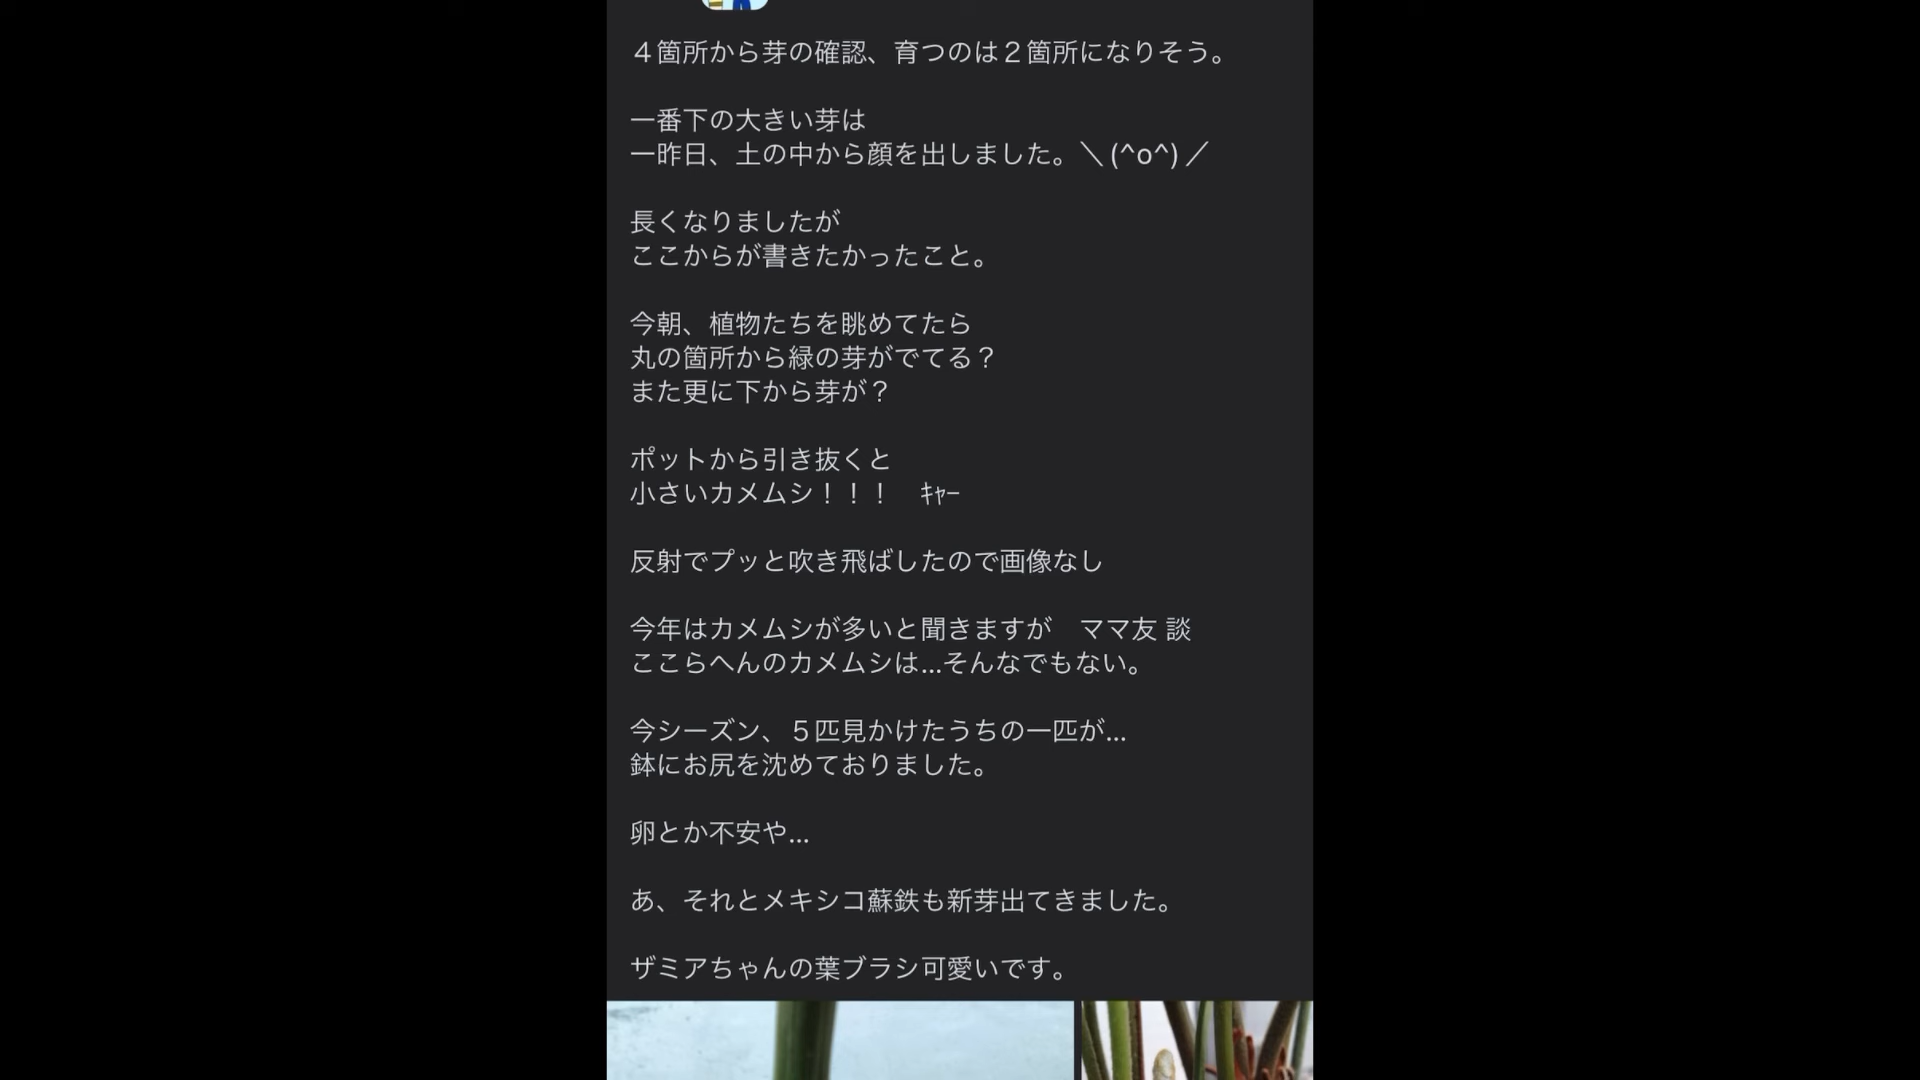 ４箇所から芽の確認、育つのは２箇所になりそう。
一番下の大きい芽は
一昨日、土の中から顔を出しました。＼(^o^)／
長くなりましたが
ここからが書きたかったこと。
今朝、植物たちを眺めてたら
丸の箇所から緑の芽がでてる？
また更に下から芽が？
ポットから引き抜くと
小さいカメムシ！！！　ｷｬｰ
反射でプッと吹き飛ばしたので画像なし
今年はカメムシが多いと聞きますが　ママ友 談
ここらへんのカメムシは...そんなでもない。
今シーズン、５匹見かけたうちの一匹が...
鉢にお尻を沈めておりました。
卵とか不安や...
あ、それとメキシコ蘇鉄も新芽出てきました。
ザミアちゃんの葉ブラシ可愛いです。